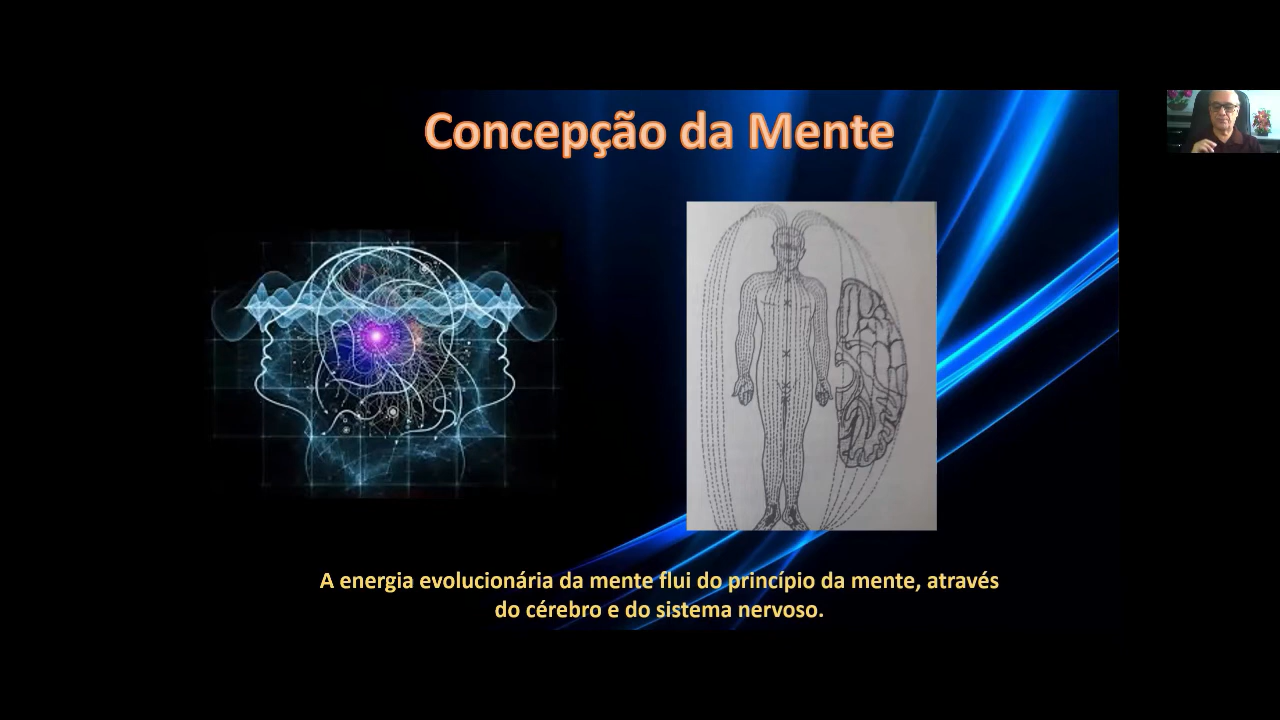 Concepção da Mente
A energia evolucionária da mente flui do princípio da mente, através
do cérebro e do sistema nervoso.